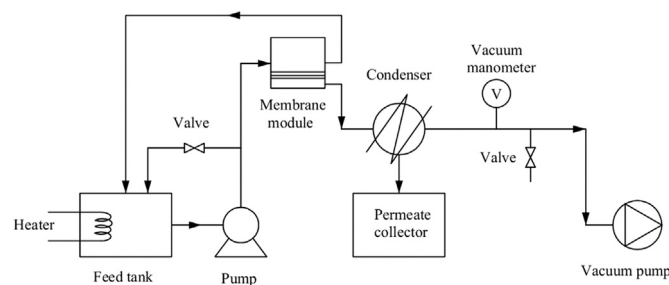 Vacuum
manometer
Condenser
V
Membrane
module
Valve
Valve
Heater
Permeate
collector
Feed tank
Pump
Vacuum pump